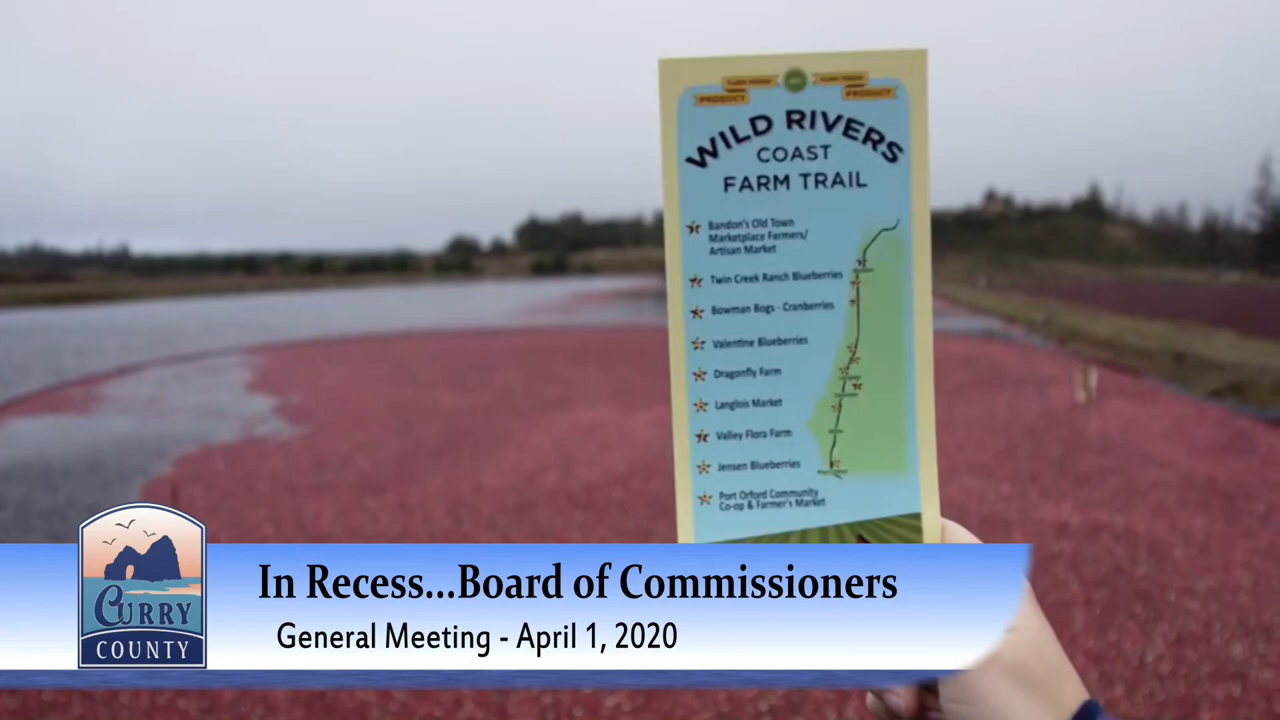 PRODUCT
PRODUCT
WILD RIVERS
COAST
FARM TRAIL
Bandon's Old Town
Marketplace Farmers/
Artisan Market
Twin Creek Ranch Blueberries
Bowman Bogs - Cranberries
Valentine Blueberries
Dragonfly Farm
Langlois Market
Valley Flora Farm
Jensen Blueberries
Port Orford Community
Co-op & Farmer's Market
In Recess...Board of Commissioners
General Meeting - April 1, 2020
CURRY
COUNTY